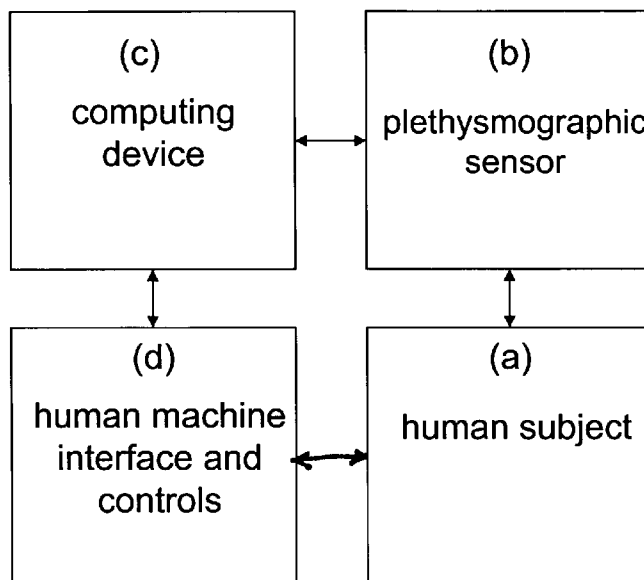 (c)
computing
device
(b)
plethysmographic
sensor
(d)
human machine
interface and
controls
(a)
human subject